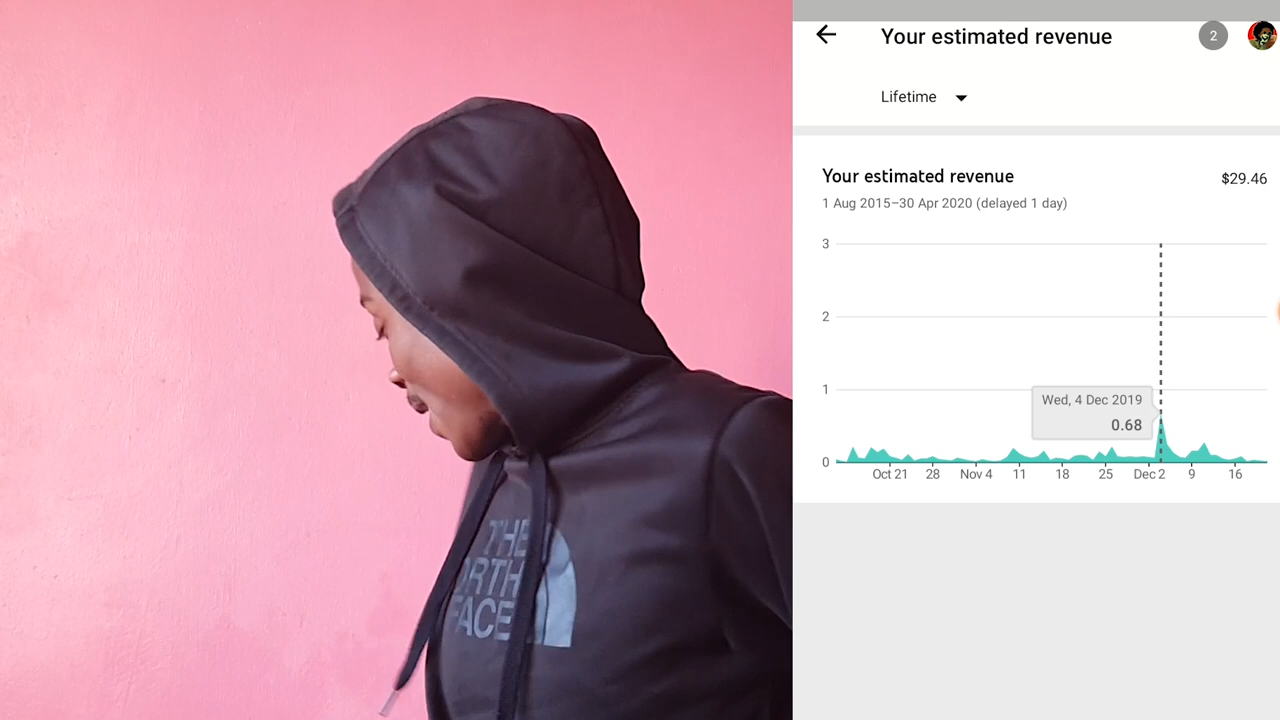 THE
ORTH
FACE
Your estimated revenue
2
Lifetime
Your estimated revenue
$29.46
1 Aug 2015–30 Apr 2020 (delayed 1 day)
3
2
1
Wed, 4 Dec 2019
0.68
0
Oct 21 28 Nov 4 11 18 25 Dec 2 9 16